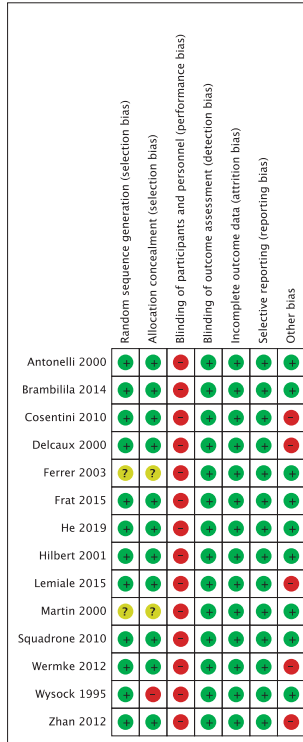 Random sequence generation (selection bias)
Allocation concealment (selection bias)
Blinding of participants and personnel (performance bias)
Blinding of outcome assessment (detection bias)
Incomplete outcome data (attrition bias)
Selective reporting (reporting bias)
Other bias
Antonelli 2000 + + - + + + +
Brambilila 2014 + + - + + + +
Cosentini 2010 + + - + + + -
Delcaux 2000 + + - + + + -
Ferrer 2003 ? ? - + + + +
Frat 2015 + + - + + + +
He 2019 + + - + + + +
Hilbert 2001 + + - + + + +
Lemiale 2015 + + - + + + -
Martin 2000 ? ? - + + + +
Squadrone 2010 + + - + + + +
Wermke 2012 + + - + + + -
Wysock 1995 + - - + + + +
Zhan 2012 + + - + + + -